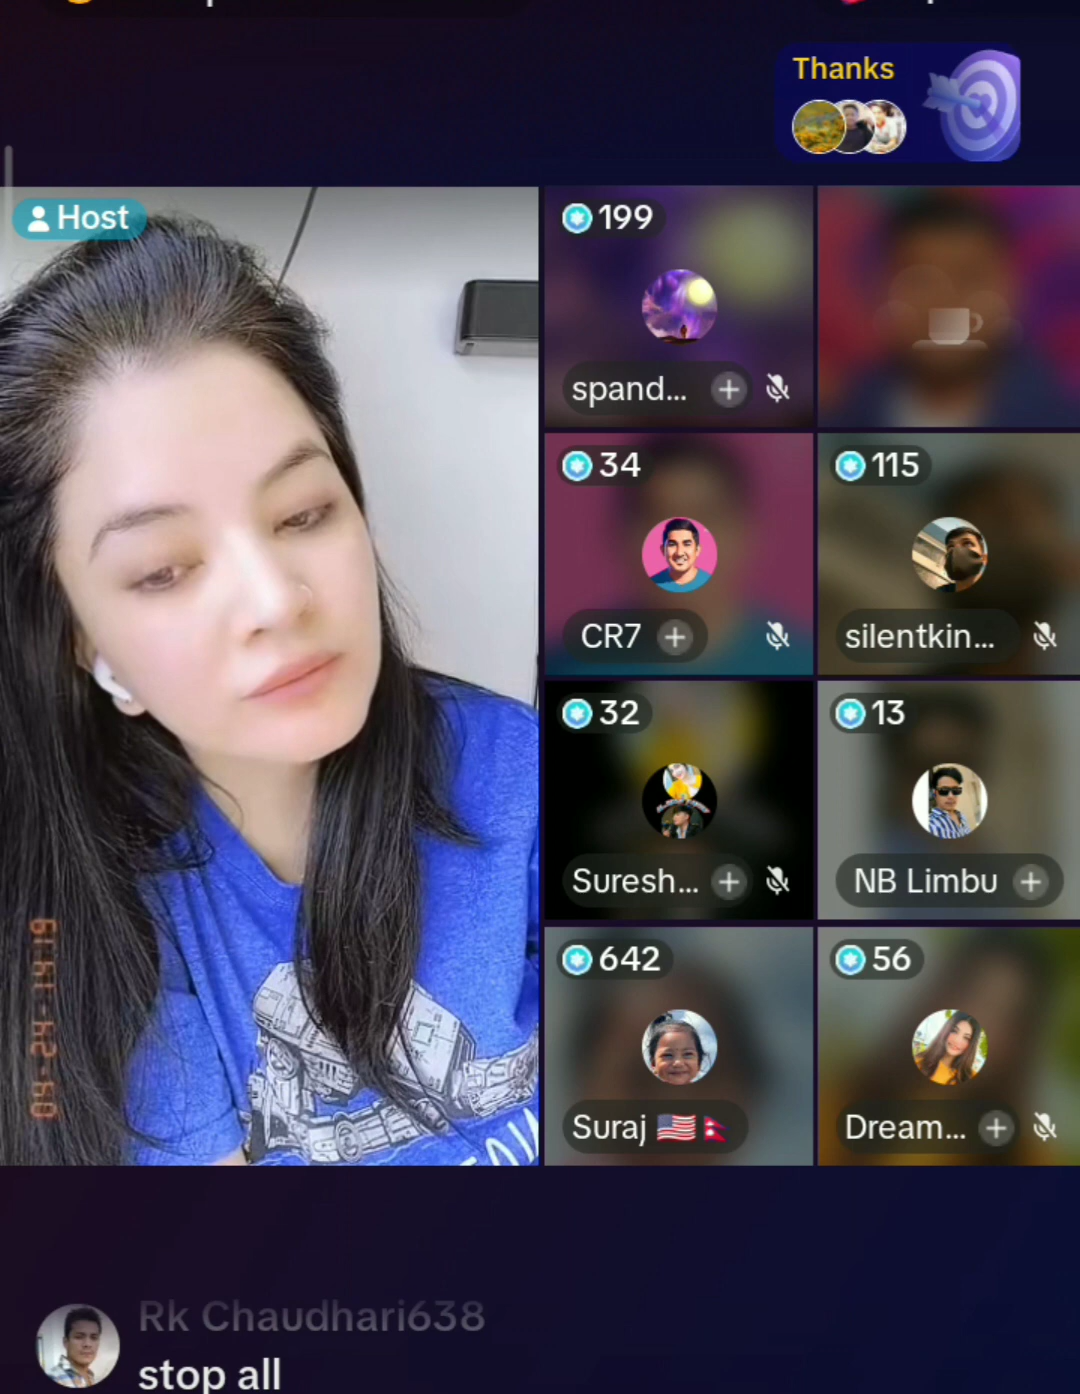 Thanks
Host
199
spand...
34
CR7
115
silentkin...
32
Suresh...
13
NB Limbu
642
Suraj 🇺🇸🇳🇵
56
Dream...
Rk Chaudhari638
stop all